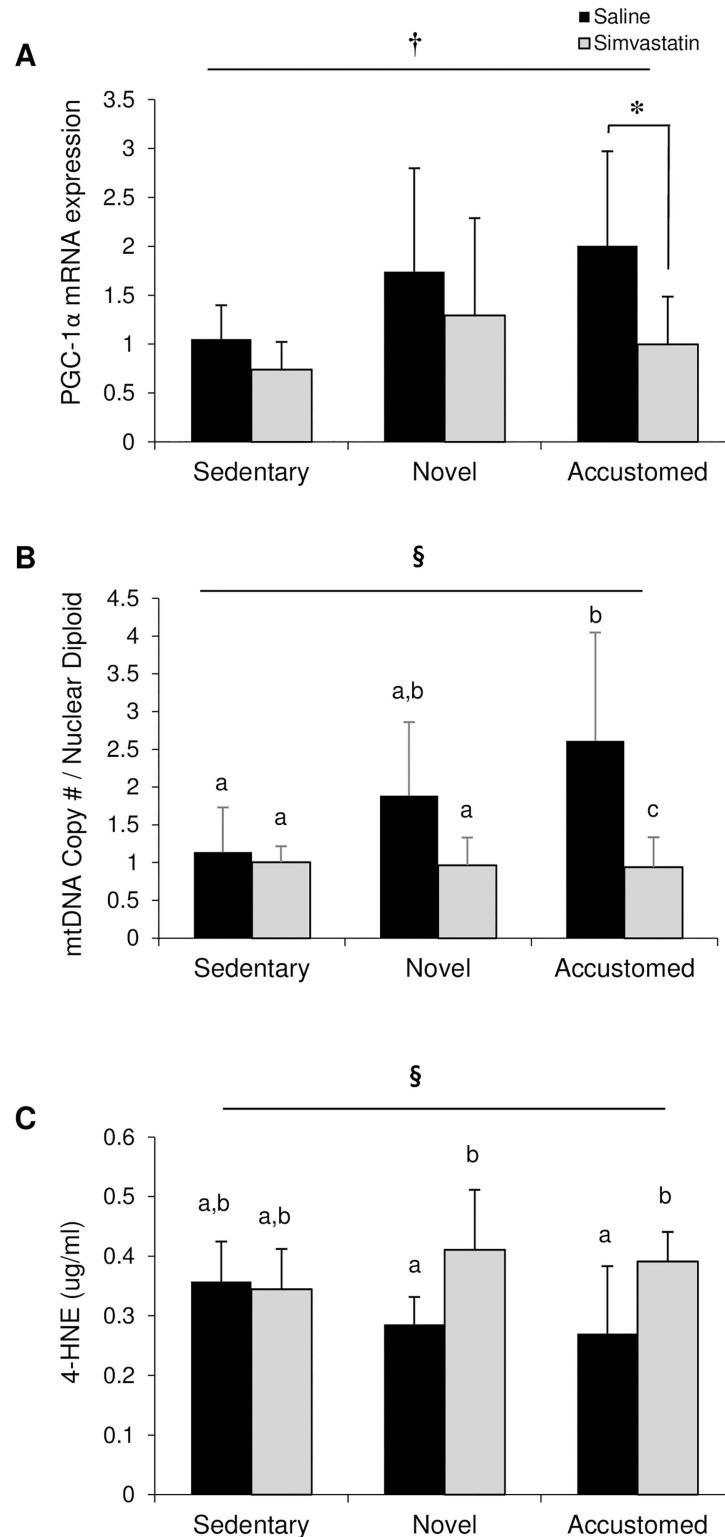 Saline
Simvastatin
A
†
*
PGC-1α mRNA expression
3.5
3
2.5
2
1.5
1
0.5
0
Sedentary Novel Accustomed
B
§
mtDNA Copy # / Nuclear Diploid
4.5
4
3.5
3
2.5
2
1.5
1
0.5
0
a a a,b a b c
Sedentary Novel Accustomed
C
§
4-HNE (ug/ml)
0.6
0.5
0.4
0.3
0.2
0.1
0
a,b a,b a b a b
Sedentary Novel Accustomed